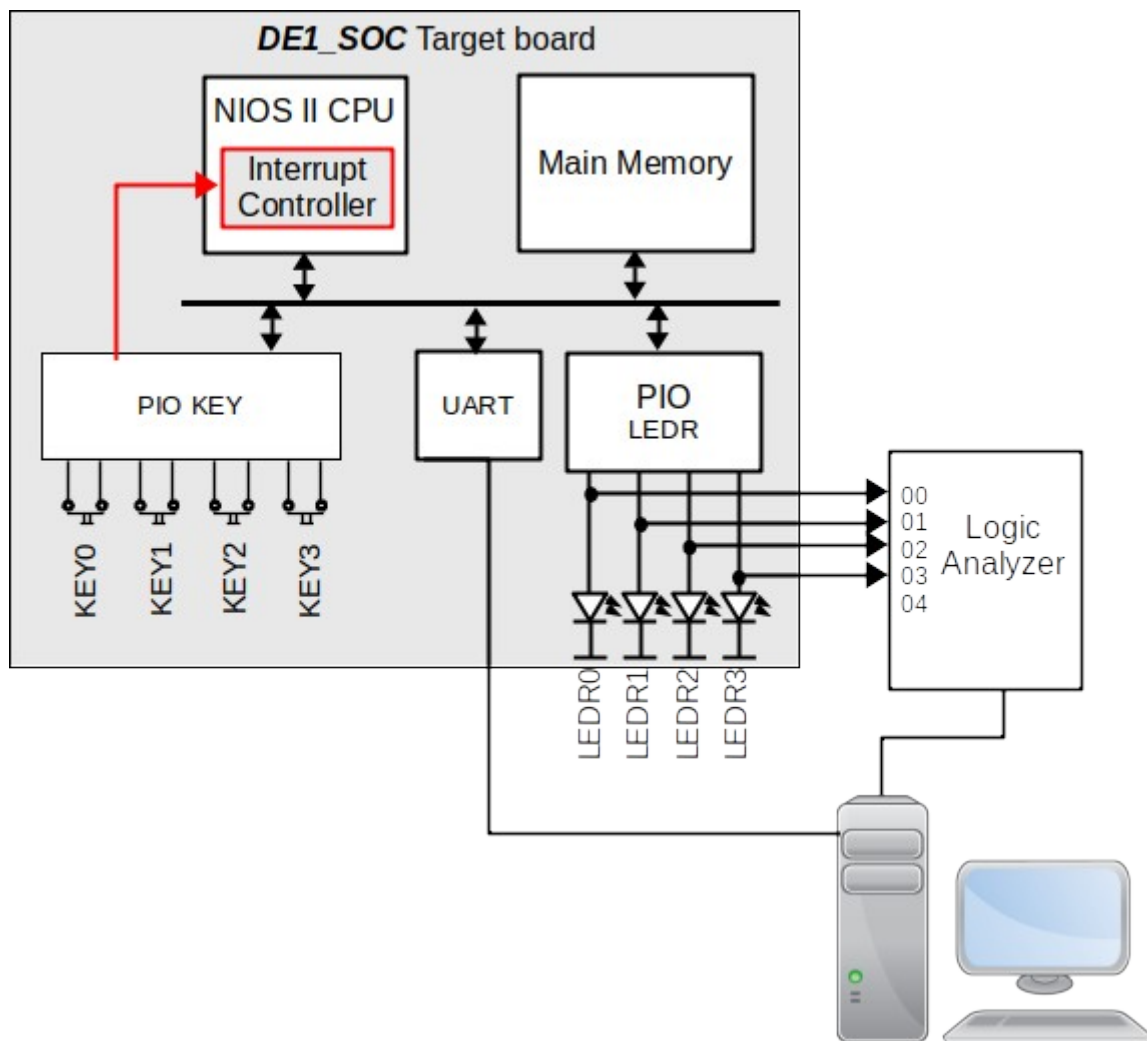 DE1_SOC Target board
NIOS II CPU
Interrupt
Controller
Main Memory
PIO KEY
UART
PIO
LEDR
KEY0
KEY1
KEY2
KEY3
LEDR0
LEDR1
LEDR2
LEDR3
00
01
02
03
04
Logic
Analyzer